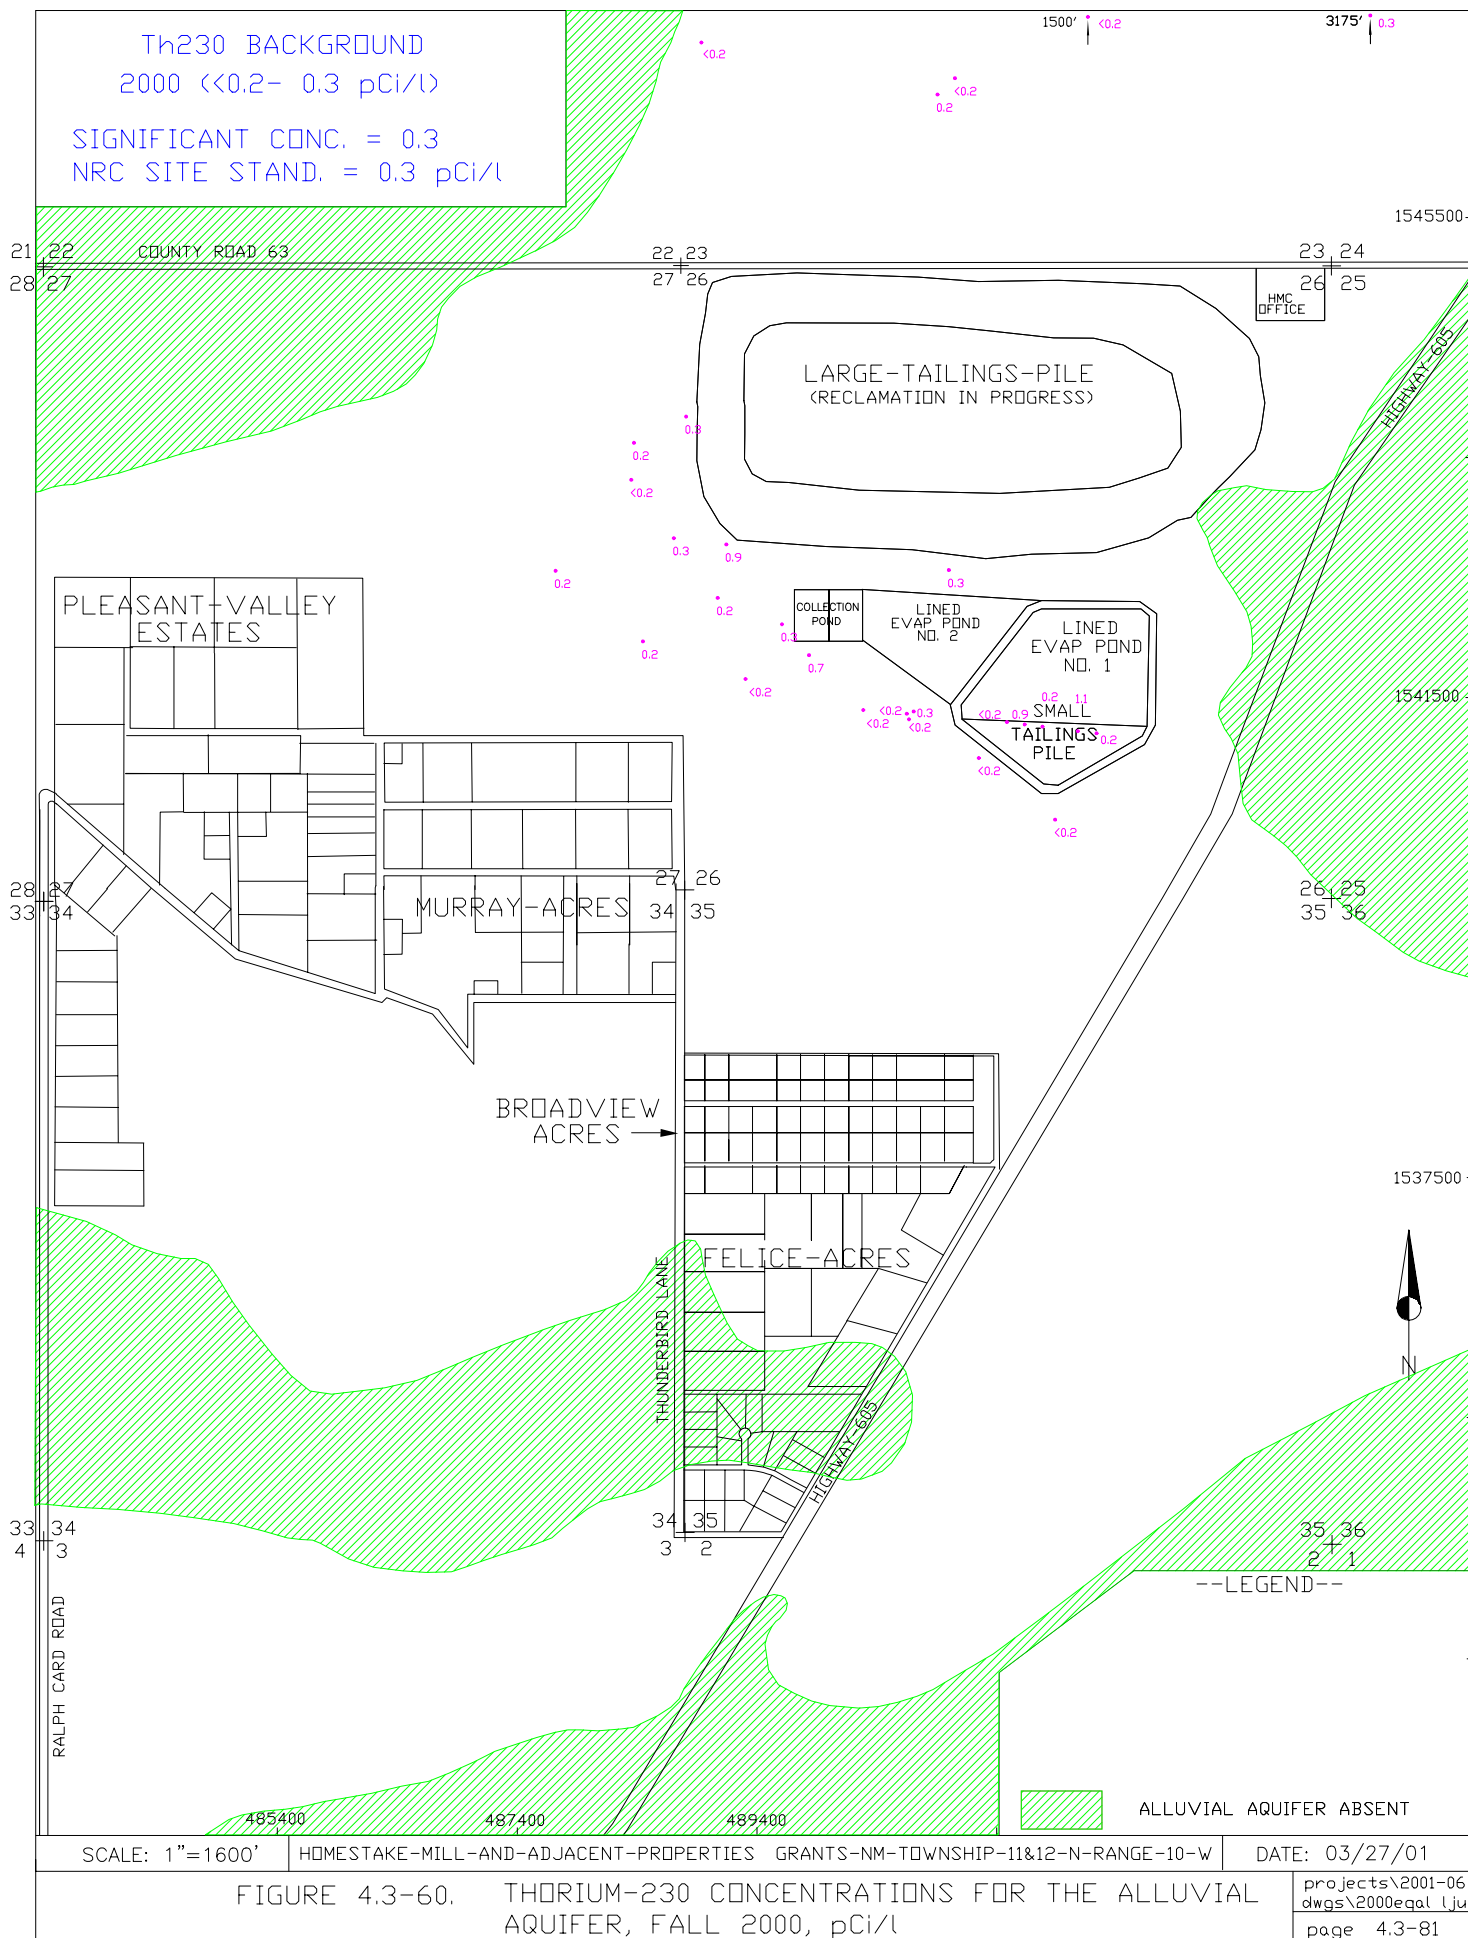 Th230 BACKGROUND
2000 (<0.2- 0.3 pCi/l)
SIGNIFICANT CONC. = 0.3
NRC SITE STAND. = 0.3 pCi/l
1500'
<0.2
3175'
0.3
<0.2
<0.2
0.2
1545500
21 22
28 27
COUNTY ROAD 63
22 23
27 26
23 24
26 25
HMC
OFFICE
HIGHWAY-605
LARGE-TAILINGS-PILE
(RECLAMATION IN PROGRESS)
0.3
0.2
<0.2
0.3
0.9
0.2
0.2
0.3
0.2
0.3
0.7
<0.2
PLEASANT-VALLEY
ESTATES
COLLECTION
POND
LINED
EVAP POND
NO. 2
LINED
EVAP POND
NO. 1
1541500
0.2
1.1
<0.2
<0.2
0.3
<0.2
<0.2
0.9
SMALL
TAILINGS
PILE
0.2
<0.2
<0.2
28 27
33 34
27 26
34 35
26 25
35 36
MURRAY-ACRES
BROADVIEW
ACRES
1537500
FELICE-ACRES
THUNDERBIRD LANE
HIGHWAY-605
N
33 34
4 3
34 35
3 2
35 36
2 1
--LEGEND--
RALPH CARD ROAD
485400
487400
489400
ALLUVIAL AQUIFER ABSENT
SCALE: 1"=1600'
HOMESTAKE-MILL-AND-ADJACENT-PROPERTIES GRANTS-NM-TOWNSHIP-11&12-N-RANGE-10-W
DATE: 03/27/01
FIGURE 4.3-60. THORIUM-230 CONCENTRATIONS FOR THE ALLUVIAL
AQUIFER, FALL 2000, pCi/l
projects\2001-06
dwgs\2000eqal lju
page 4.3-81